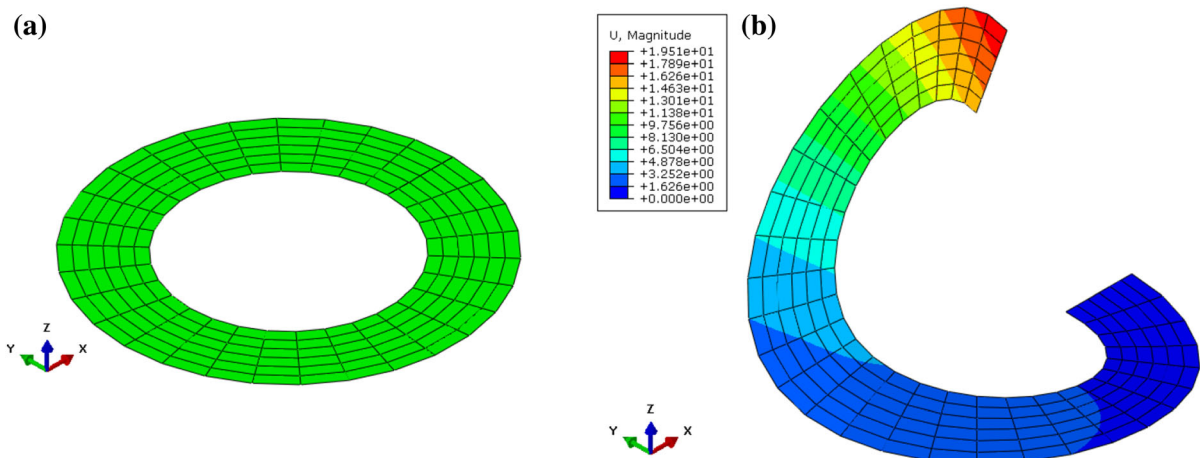 (a)
Z
Y
X
U, Magnitude
+1.951e+01
+1.789e+01
+1.626e+01
+1.463e+01
+1.301e+01
+1.138e+01
+9.756e+00
+8.130e+00
+6.504e+00
+4.878e+00
+3.252e+00
+1.626e+00
+0.000e+00
(b)
Z
Y
X